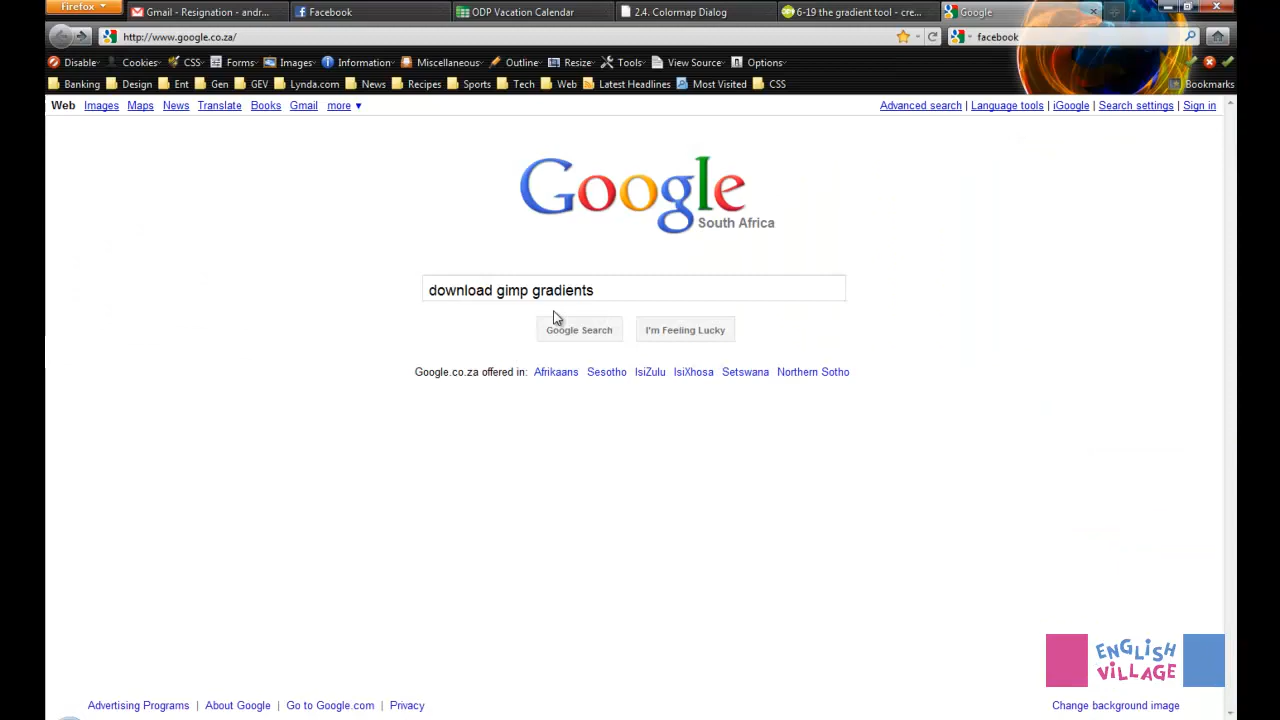 Firefox
Gmail - Resignation - andr...
Facebook
ODP Vacation Calendar
2.4. Colormap Dialog
6-19 the gradient tool - cre...
Google
http://www.google.co.za/
facebook
Disable Cookies CSS Forms Images Information Miscellaneous Outline Resize Tools View Source Options
Banking Design Ent Gen GEV Lynda.com News Recipes Sports Tech Web Latest Headlines Most Visited CSS Bookmarks
Web Images Maps News Translate Books Gmail more ▼
Advanced search | Language tools | iGoogle | Search settings | Sign in
Google
South Africa
download gimp gradients
Google Search
I'm Feeling Lucky
Google.co.za offered in: Afrikaans Sesotho IsiZulu IsiXhosa Setswana Northern Sotho
ENGLISH
VILLAGE
Advertising Programs | About Google | Go to Google.com | Privacy
Change background image